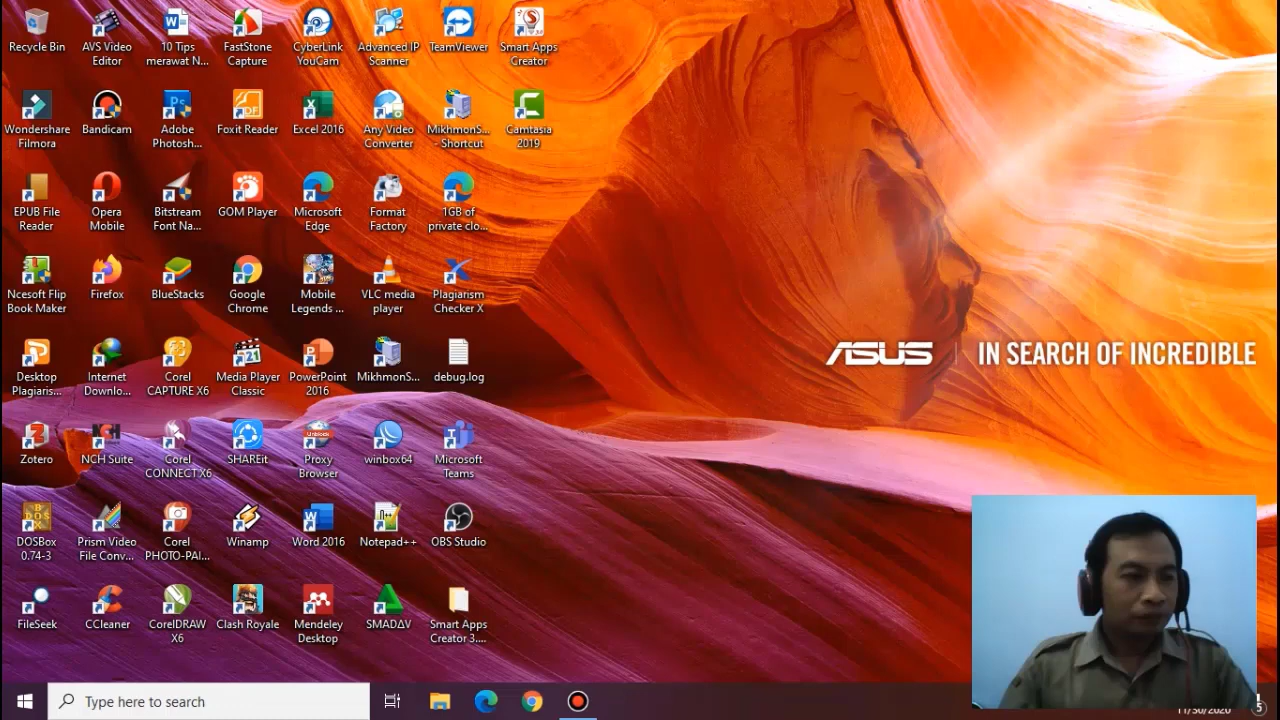 Recycle Bin
AVS Video
Editor
10 Tips
merawat N...
FastStone
Capture
CyberLink
YouCam
Advanced IP
Scanner
TeamViewer
Smart Apps
Creator
Wondershare
Filmora
Bandicam
Adobe
Photosh...
Foxit Reader
Excel 2016
Any Video
Converter
MikhmonS...
- Shortcut
Camtasia
2019
EPUB File
Reader
Opera
Mobile
Bitstream
Font Na...
GOM Player
Microsoft
Edge
Format
Factory
1GB of
private clo...
Ncesoft Flip
Book Maker
Firefox
BlueStacks
Google
Chrome
Mobile
Legends ...
VLC media
player
Plagiarism
Checker X
ASUS
IN SEARCH OF INCREDIBLE
Desktop
Plagiaris...
Internet
Downlo...
Corel
CAPTURE X6
Media Player
Classic
PowerPoint
2016
MikhmonS...
debug.log
Zotero
NCH Suite
Corel
CONNECT X6
SHAREit
Proxy
Browser
winbox64
Microsoft
Teams
DOSBox
0.74-3
Prism Video
File Conv...
Corel
PHOTO-PAI...
Winamp
Word 2016
Notepad++
OBS Studio
FileSeek
CCleaner
CorelDRAW
X6
Clash Royale
Mendeley
Desktop
SMADΔV
Smart Apps
Creator 3....
Type here to search
11/30/2020
5